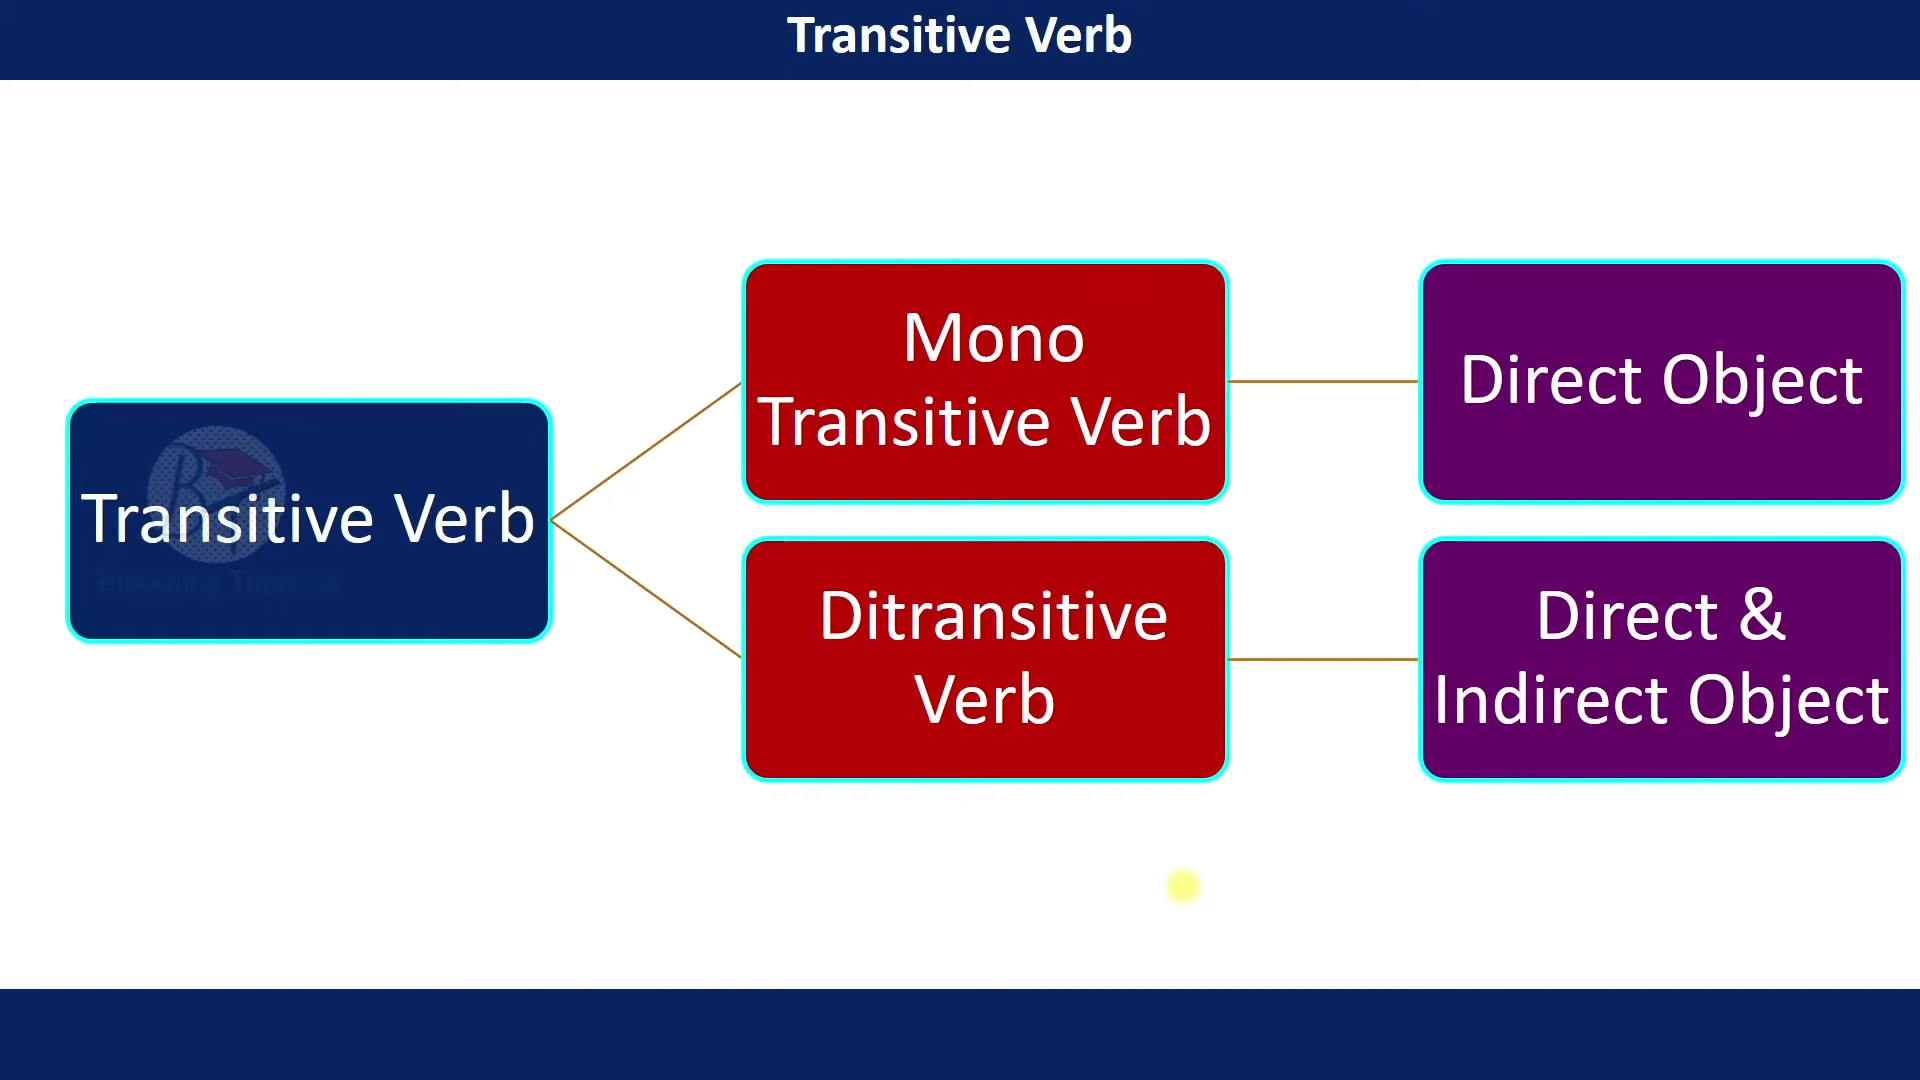 Transitive Verb
Transitive Verb
Mono
Transitive Verb
Direct Object
Ditransitive
Verb
Direct &
Indirect Object